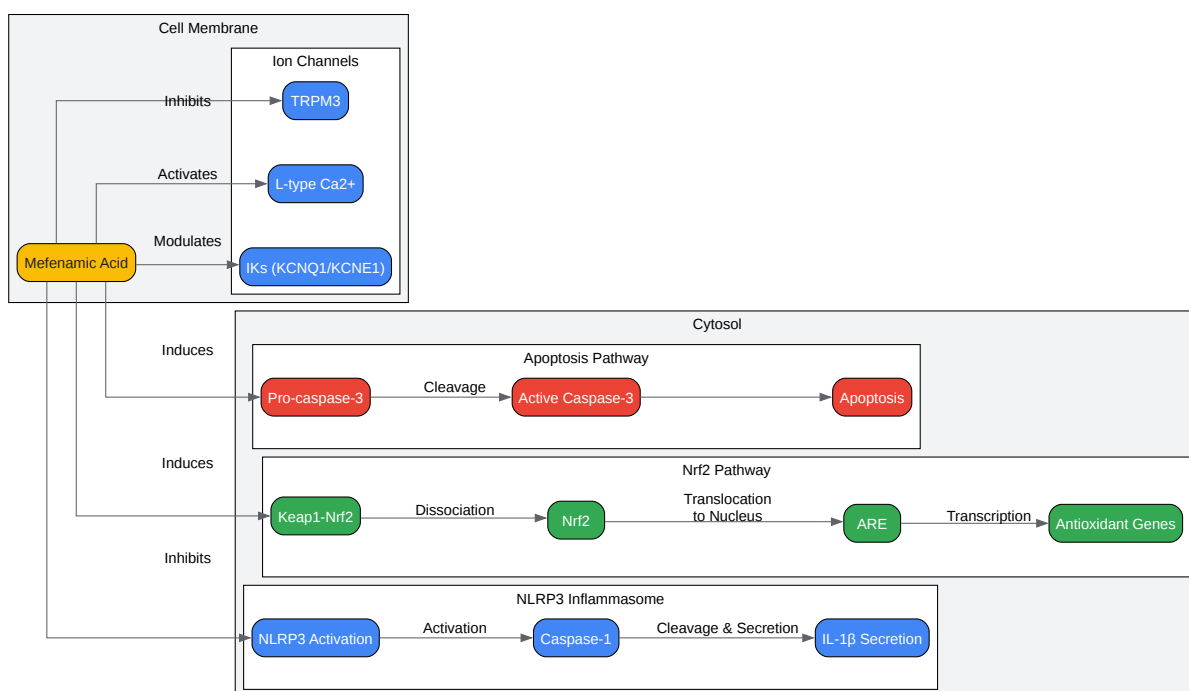 Cell Membrane
Ion Channels
Inhibits
TRPM3
Activates
L-type Ca2+
Modulates
Mefenamic Acid
IKs (KCNQ1/KCNE1)
Cytosol
Induces
Apoptosis Pathway
Pro-caspase-3
Cleavage
Active Caspase-3
Apoptosis
Induces
Nrf2 Pathway
Keap1-Nrf2
Dissociation
Nrf2
Translocation
to Nucleus
ARE
Transcription
Antioxidant Genes
Inhibits
NLRP3 Inflammasome
NLRP3 Activation
Activation
Caspase-1
Cleavage & Secretion
IL-1β Secretion